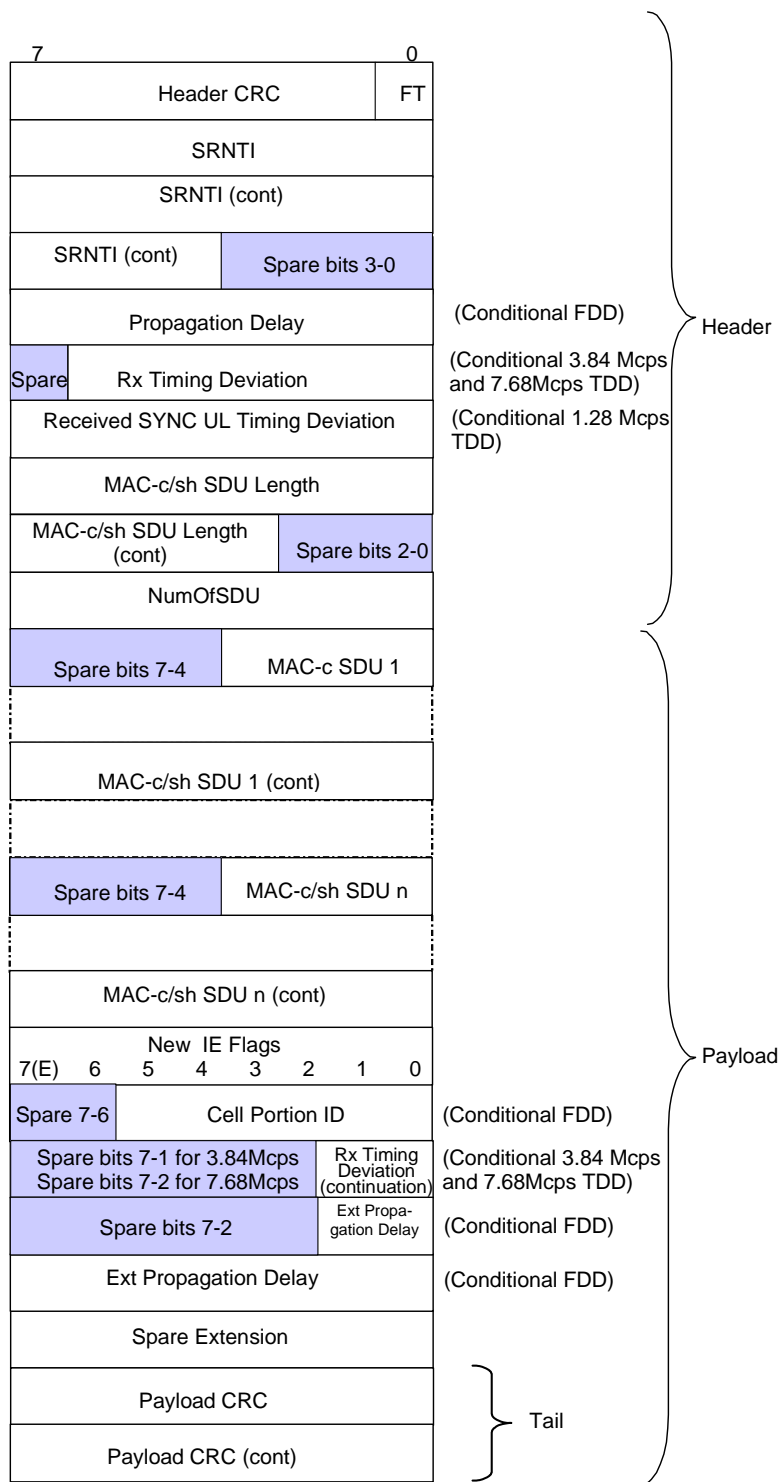 7 0
Header CRC FT
SRNTI
SRNTI (cont)
SRNTI (cont) Spare bits 3-0
Propagation Delay (Conditional FDD)
Header
Spare Rx Timing Deviation (Conditional 3.84 Mcps
and 7.68Mcps TDD)
Received SYNC UL Timing Deviation (Conditional 1.28 Mcps
TDD)
MAC-c/sh SDU Length
MAC-c/sh SDU Length
(cont) Spare bits 2-0
NumOfSDU
Spare bits 7-4 MAC-c SDU 1
MAC-c/sh SDU 1 (cont)
Spare bits 7-4 MAC-c/sh SDU n
MAC-c/sh SDU n (cont)
New IE Flags
7(E) 6 5 4 3 2 1 0
Payload
Spare 7-6 Cell Portion ID (Conditional FDD)
Spare bits 7-1 for 3.84Mcps
Spare bits 7-2 for 7.68Mcps
Rx Timing
Deviation
(continuation)
(Conditional 3.84 Mcps
and 7.68Mcps TDD)
Spare bits 7-2
Ext Propa-
gation Delay
(Conditional FDD)
Ext Propagation Delay (Conditional FDD)
Spare Extension
Payload CRC
Tail
Payload CRC (cont)